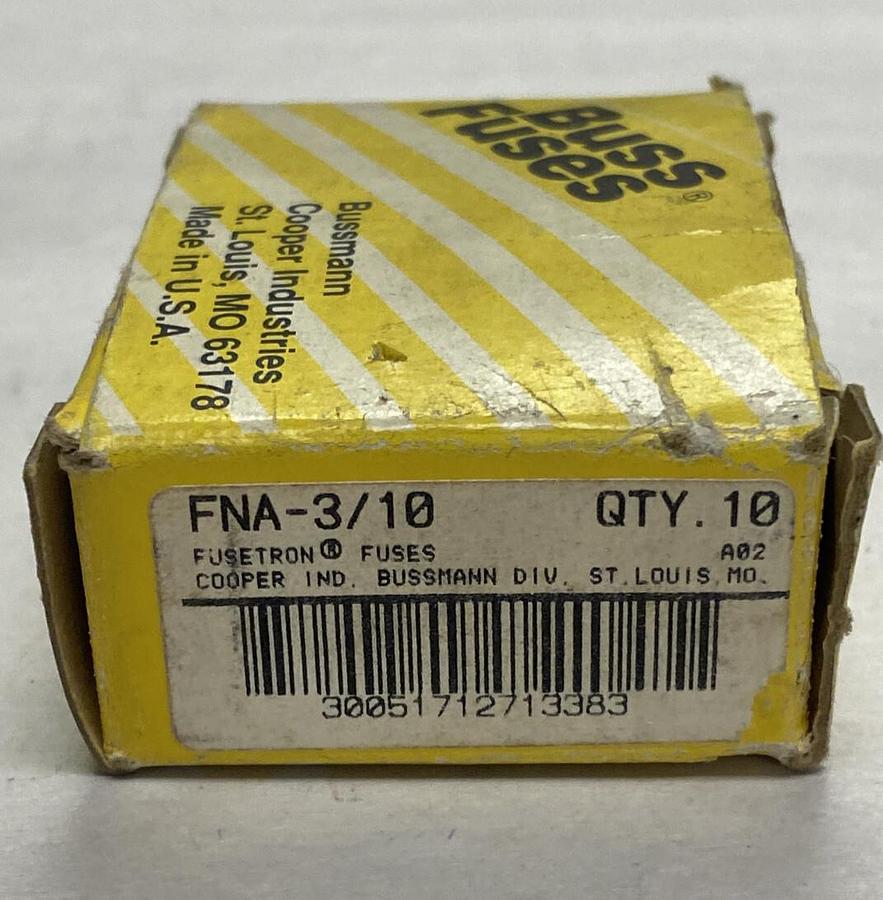 Buss®
Fuses
Bussmann
Cooper Industries
St. Louis, MO 63178
Made in U.S.A.
FNA-3/10 QTY. 10
FUSETRON® FUSES A02
COOPER IND. BUSSMANN DIV. ST.LOUIS, MO.
30051712713383